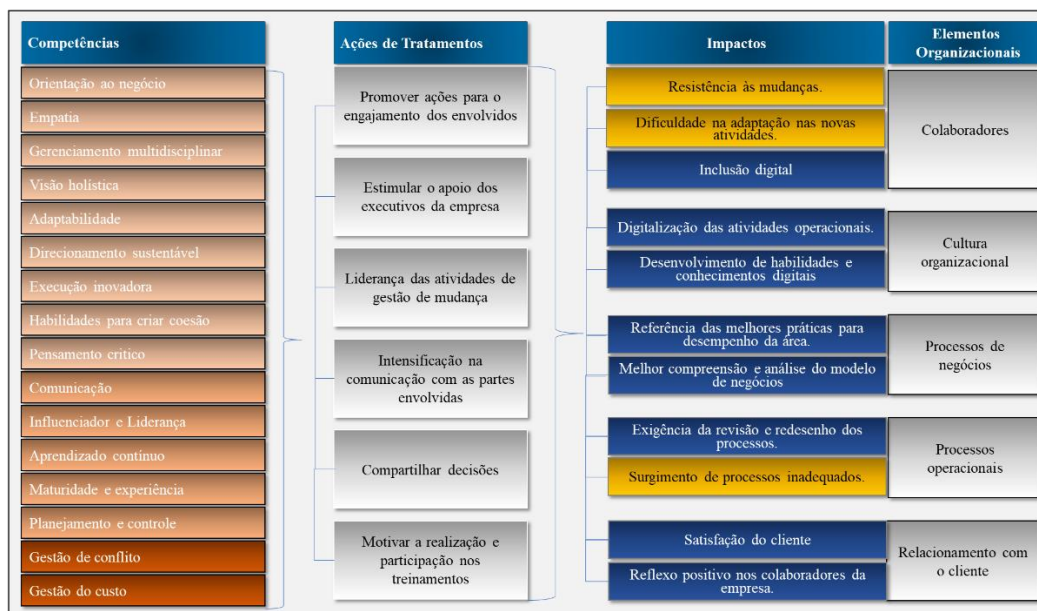 Competências
Orientação ao negócio
Empatia
Gerenciamento multidisciplinar
Visão holística
Adaptabilidade
Direcionamento sustentável
Execução inovadora
Habilidades para criar coesão
Pensamento critico
Comunicação
Influenciador e Liderança
Aprendizado contínuo
Maturidade e experiência
Planejamento e controle
Gestão de conflito
Gestão do custo
Ações de Tratamentos
Promover ações para o
engajamento dos envolvidos
Estimular o apoio dos
executivos da empresa
Liderança das atividades de
gestão de mudança
Intensificação na
comunicação com as partes
envolvidas
Compartilhar decisões
Motivar a realização e
participação nos
treinamentos
Impactos
Resistência às mudanças.
Dificuldade na adaptação nas novas
atividades.
Inclusão digital
Digitalização das atividades operacionais.
Desenvolvimento de habilidades e
conhecimentos digitais
Referência das melhores práticas para
desempenho da área.
Melhor compreensão e análise do modelo
de negócios
Exigência da revisão e redesenho dos
processos.
Surgimento de processos inadequados.
Satisfação do cliente
Reflexo positivo nos colaboradores da
empresa.
Elementos
Organizacionais
Colaboradores
Cultura
organizacional
Processos de
negócios
Processos
operacionais
Relacionamento com
o cliente